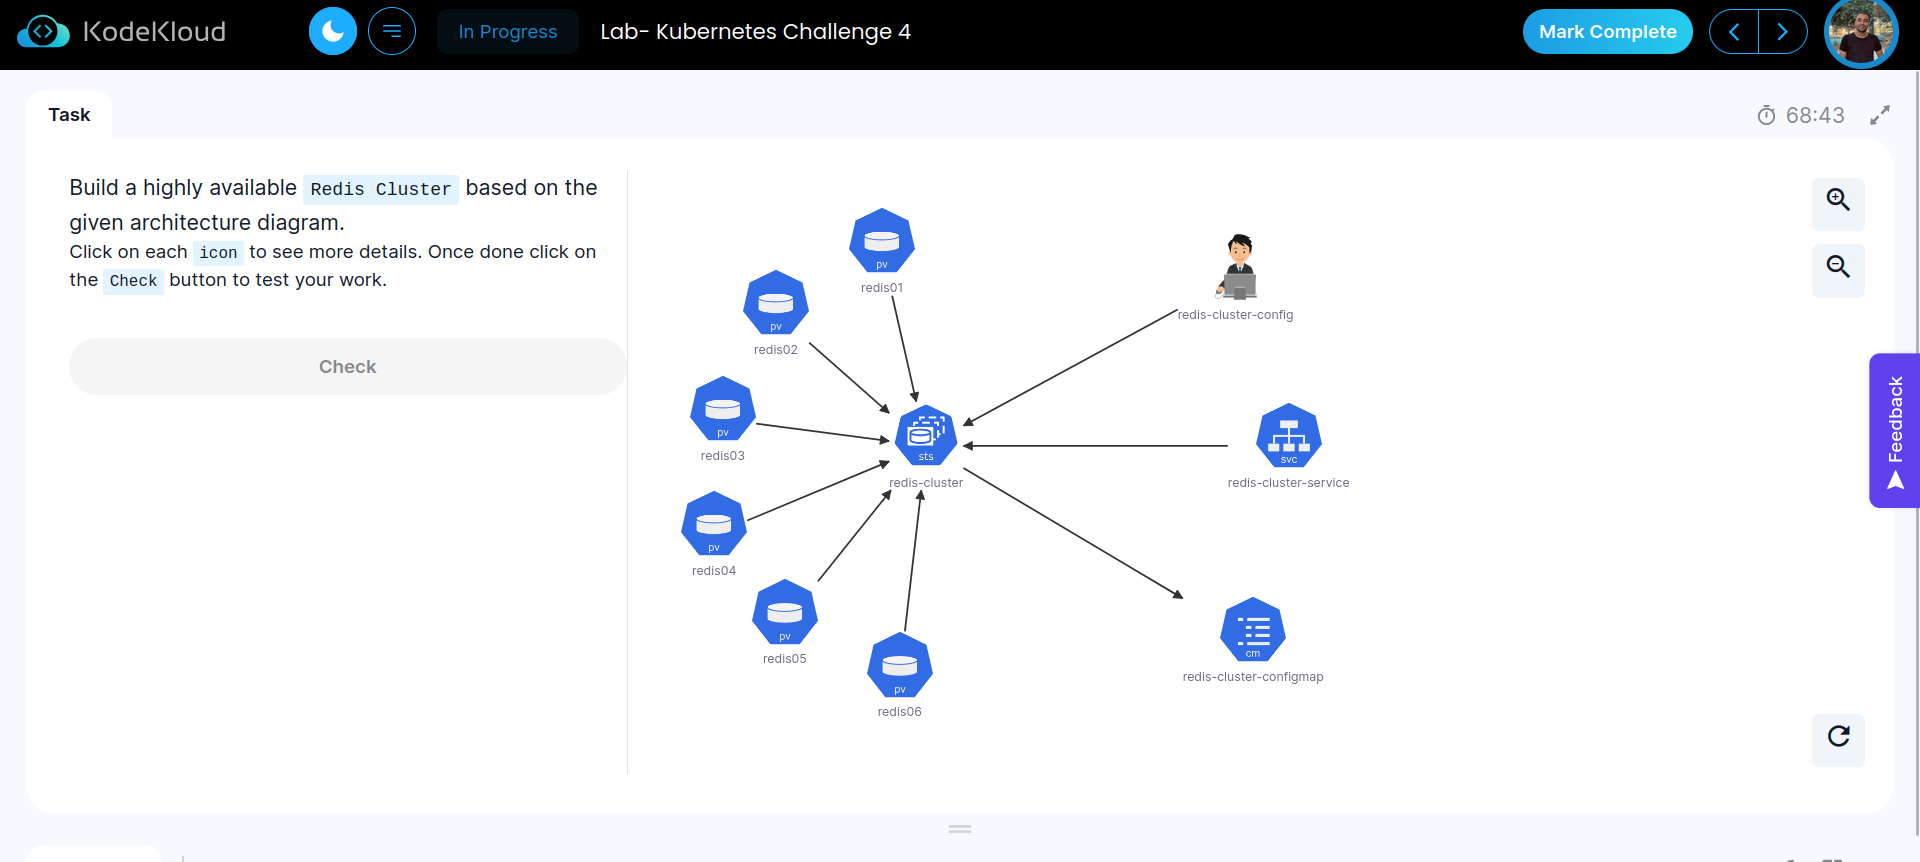 KodeKloud
In Progress
Lab- Kubernetes Challenge 4
Mark Complete
Task
68:43
Build a highly available Redis Cluster based on the
given architecture diagram.
Click on each icon to see more details. Once done click on
the Check button to test your work.
Check
pv
redis01
pv
redis02
pv
redis03
pv
redis04
pv
redis05
pv
redis06
sts
redis-cluster
redis-cluster-config
svc
redis-cluster-service
cm
redis-cluster-configmap
Feedback